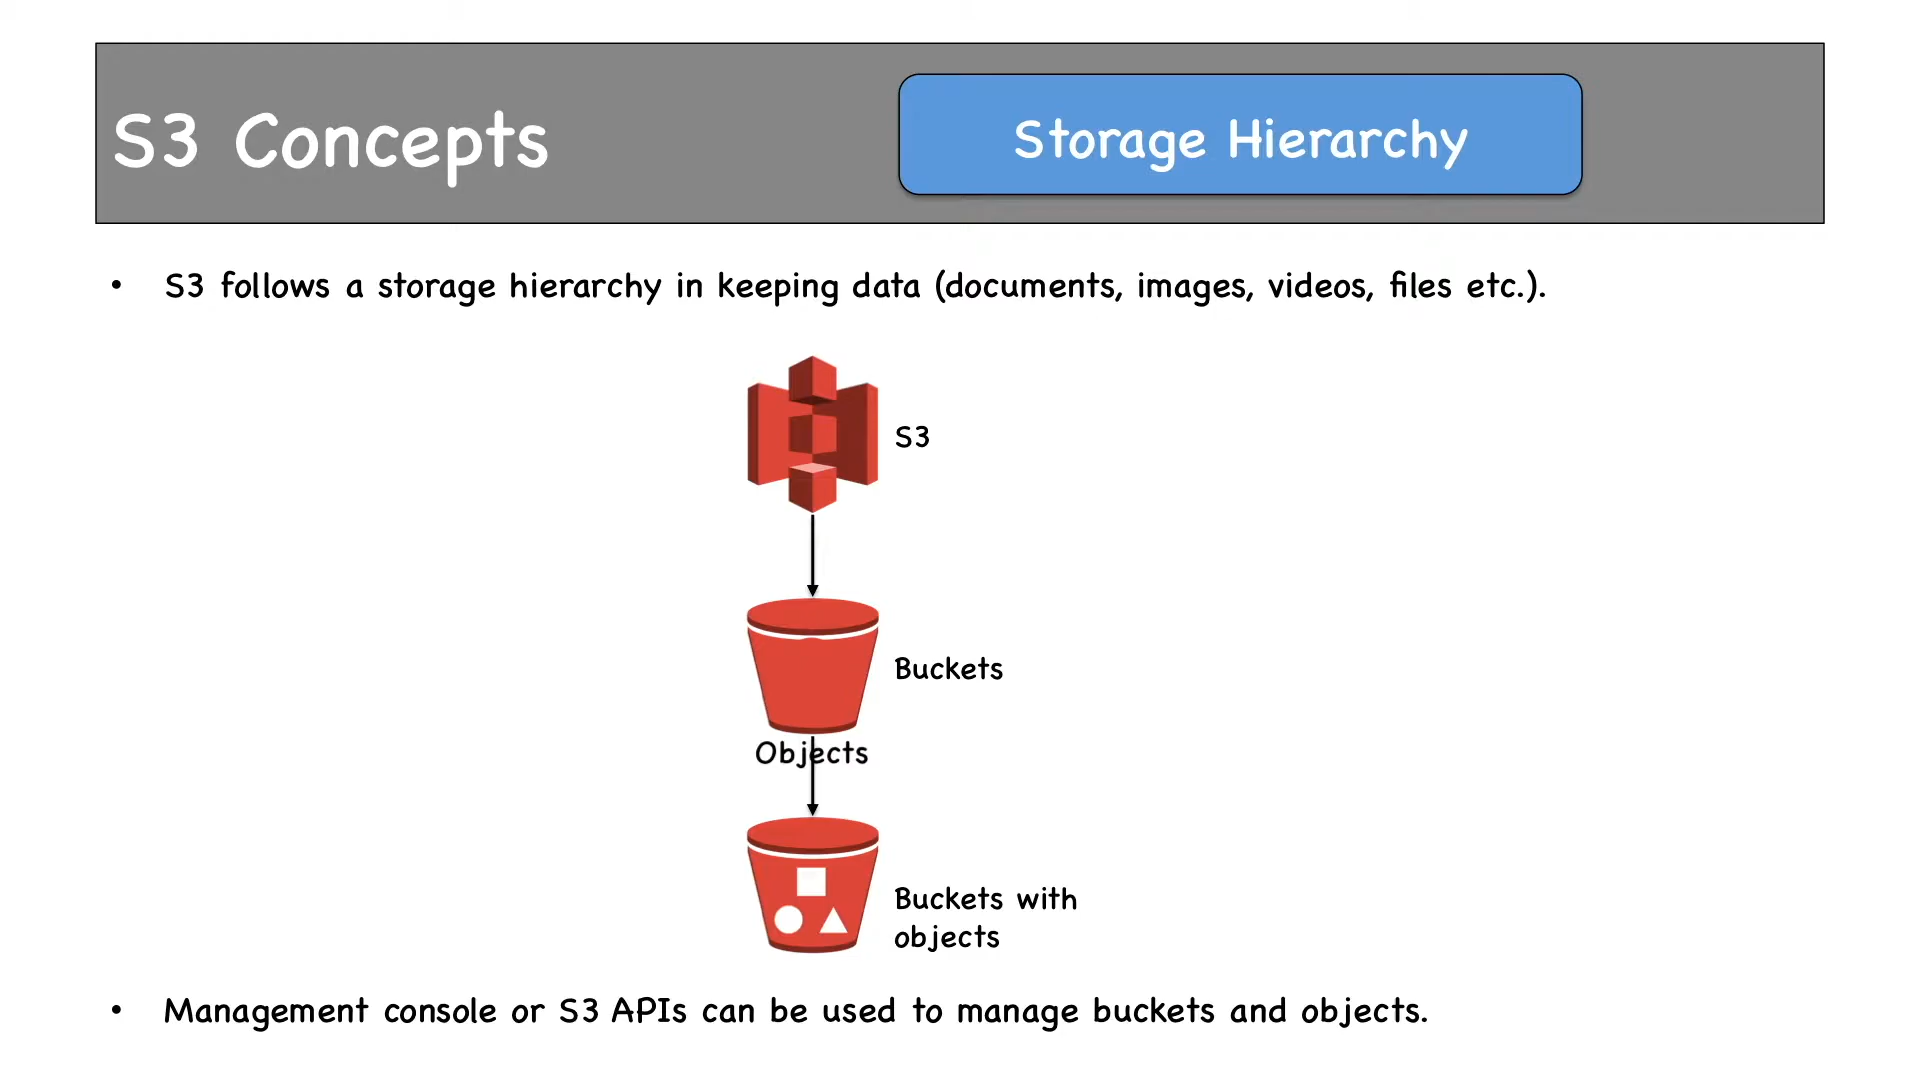 S3 Concepts
Storage Hierarchy
• S3 follows a storage hierarchy in keeping data (documents, images, videos, files etc.).
S3
Buckets
Objects
Buckets with
objects
• Management console or S3 APIs can be used to manage buckets and objects.